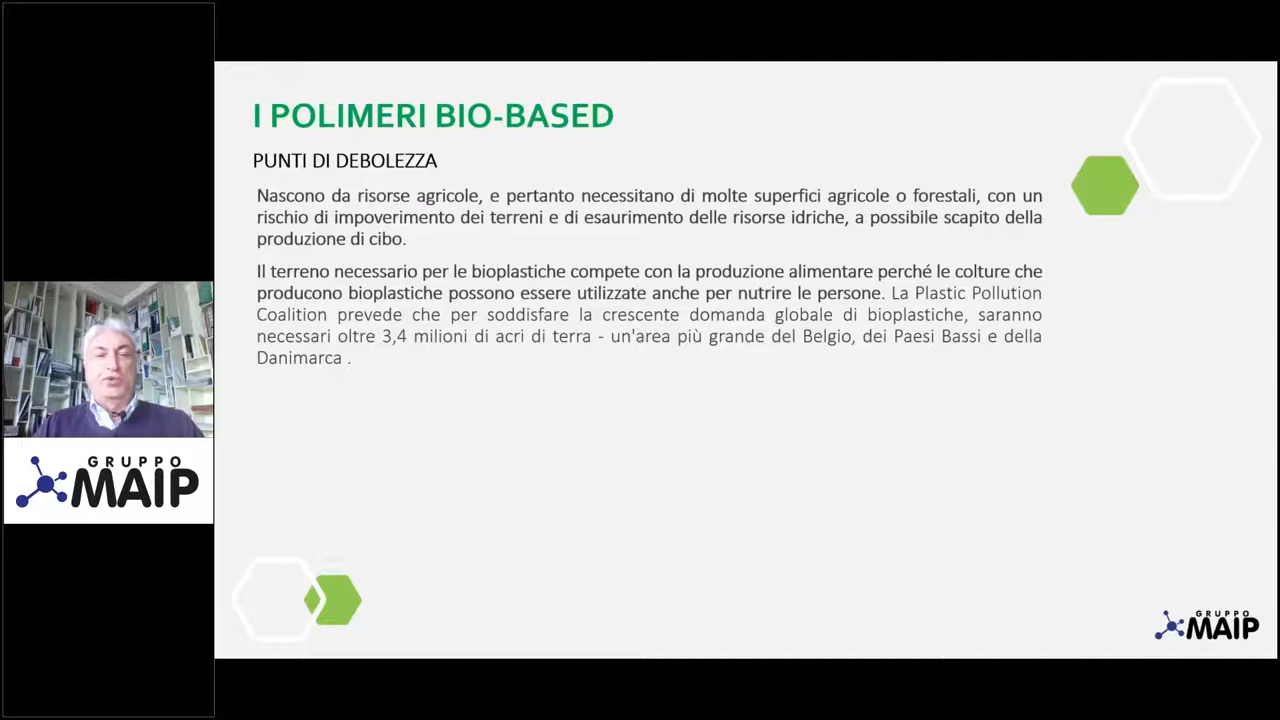 I POLIMERI BIO-BASED
PUNTI DI DEBOLEZZA
Nascono da risorse agricole, e pertanto necessitano di molte superfici agricole o forestali, con un
rischio di impoverimento dei terreni e di esaurimento delle risorse idriche, a possibile scapito della
produzione di cibo.
Il terreno necessario per le bioplastiche compete con la produzione alimentare perché le colture che
producono bioplastiche possono essere utilizzate anche per nutrire le persone. La Plastic Pollution
Coalition prevede che per soddisfare la crescente domanda globale di bioplastiche, saranno
necessari oltre 3,4 milioni di acri di terra - un'area più grande del Belgio, dei Paesi Bassi e della
Danimarca .
GRUPPO
MAIP
GRUPPO
MAIP